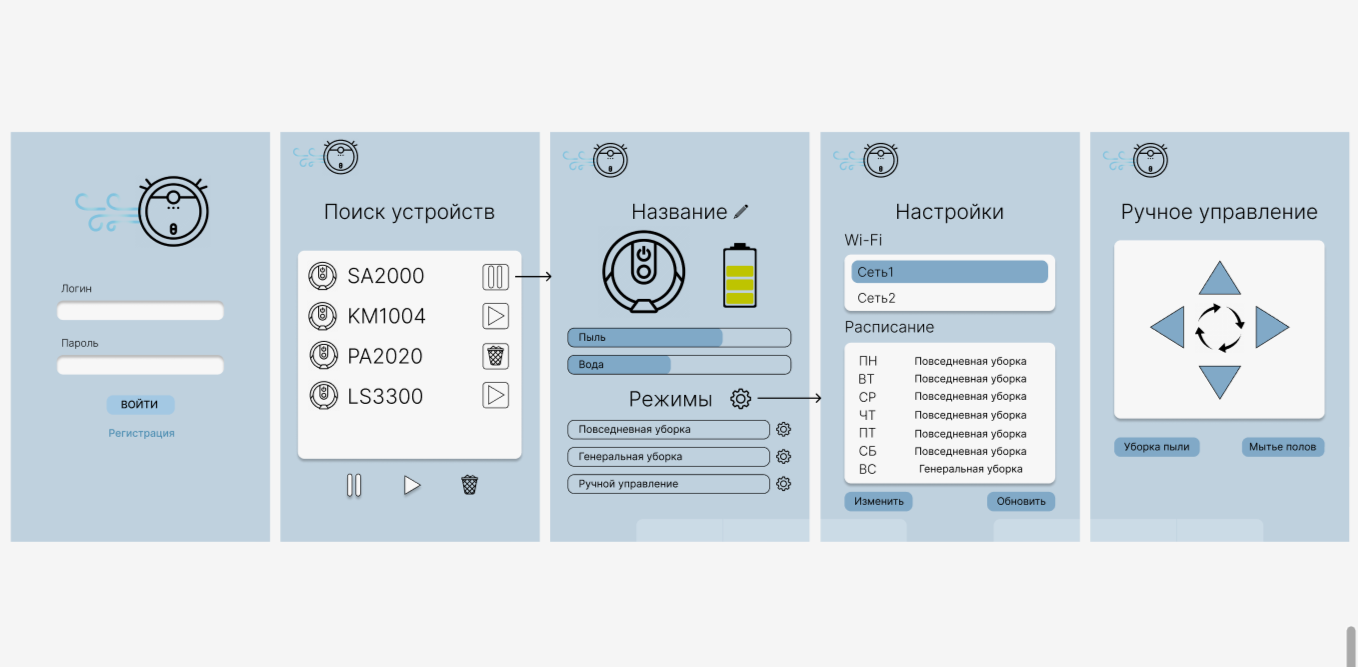 Логин
Пароль
ВОЙТИ
Регистрация
Поиск устройств
SA2000
KM1004
PA2020
LS3300
Название
Пыль
Вода
Режимы
Повседневная уборка
Генеральная уборка
Ручной управление
Настройки
Wi-Fi
Сеть1
Сеть2
Расписание
ПН Повседневная уборка
ВТ Повседневная уборка
СР Повседневная уборка
ЧТ Повседневная уборка
ПТ Повседневная уборка
СБ Повседневная уборка
ВС Генеральная уборка
Изменить Обновить
Ручное управление
Уборка пыли Мытье полов